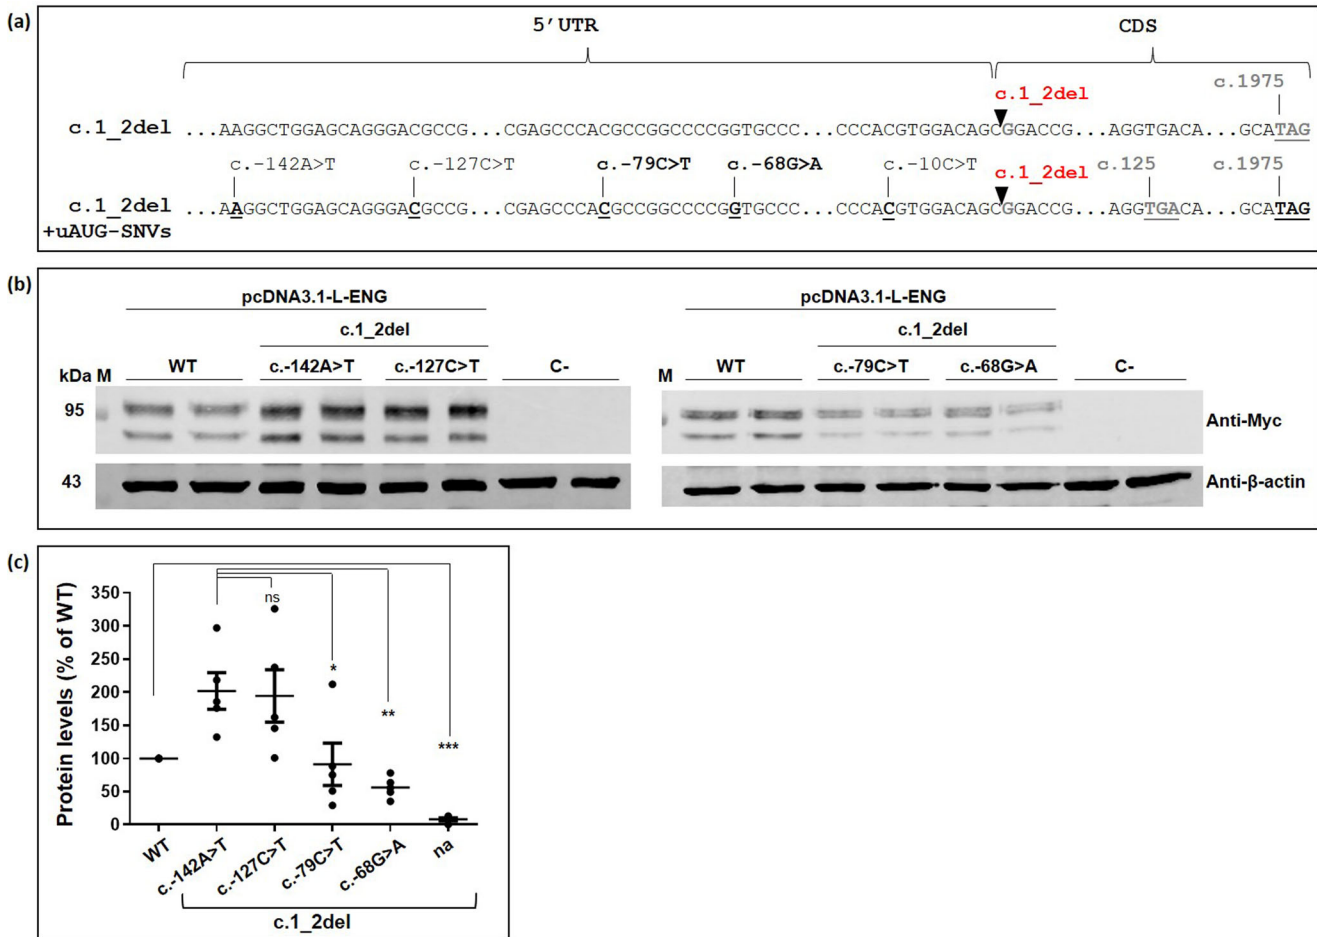 (a)
5′UTR CDS
c.1975
c.1_2del
c.1_2del ...AAGGCTGGAGCAGGGACGCCG...CGAGCCCACGCCGGCCCCGGTGCCC...CCCACGTGGACAGCGGACCG...AGGTGACA...GCATAG
c.-142A>T c.-127C>T c.-79C>T c.-68G>A c.-10C>T c.1_2del c.125 c.1975
c.1_2del ...AAGGCTGGAGCAGGGACGCCG...CGAGCCCACGCCGGCCCCGGTGCCC...CCCACGTGGACAGCGGACCG...AGGTGACA...GCATAG
+uAUG-SNVs
(b)
pcDNA3.1-L-ENG
c.1_2del
kDa M WT c.-142A>T c.-127C>T C-
95
43
pcDNA3.1-L-ENG
c.1_2del
M WT c.-79C>T c.-68G>A C-
Anti-Myc
Anti-β-actin
(c)
Protein levels (% of WT)
350
300
250
200
150
100
50
0
ns
*
**
***
WT c.-142A>T c.-127C>T c.-79C>T c.-68G>A na
c.1_2del